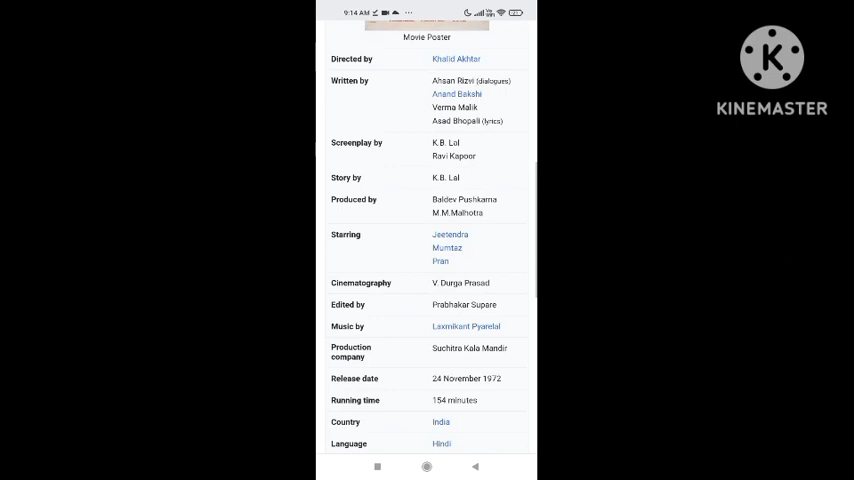 9:14 AM
Movie Poster
Directed by Khalid Akhtar
Written by Ahsan Rizvi (dialogues)
Anand Bakshi
Verma Malik
Asad Bhopali (lyrics)
Screenplay by K.B. Lal
Ravi Kapoor
Story by K.B. Lal
Produced by Baldev Pushkarna
M.M.Malhotra
Starring Jeetendra
Mumtaz
Pran
Cinematography V. Durga Prasad
Edited by Prabhakar Supare
Music by Laxmikant Pyarelal
Production Suchitra Kala Mandir
company
Release date 24 November 1972
Running time 154 minutes
Country India
Language Hindi
K
KINEMASTER